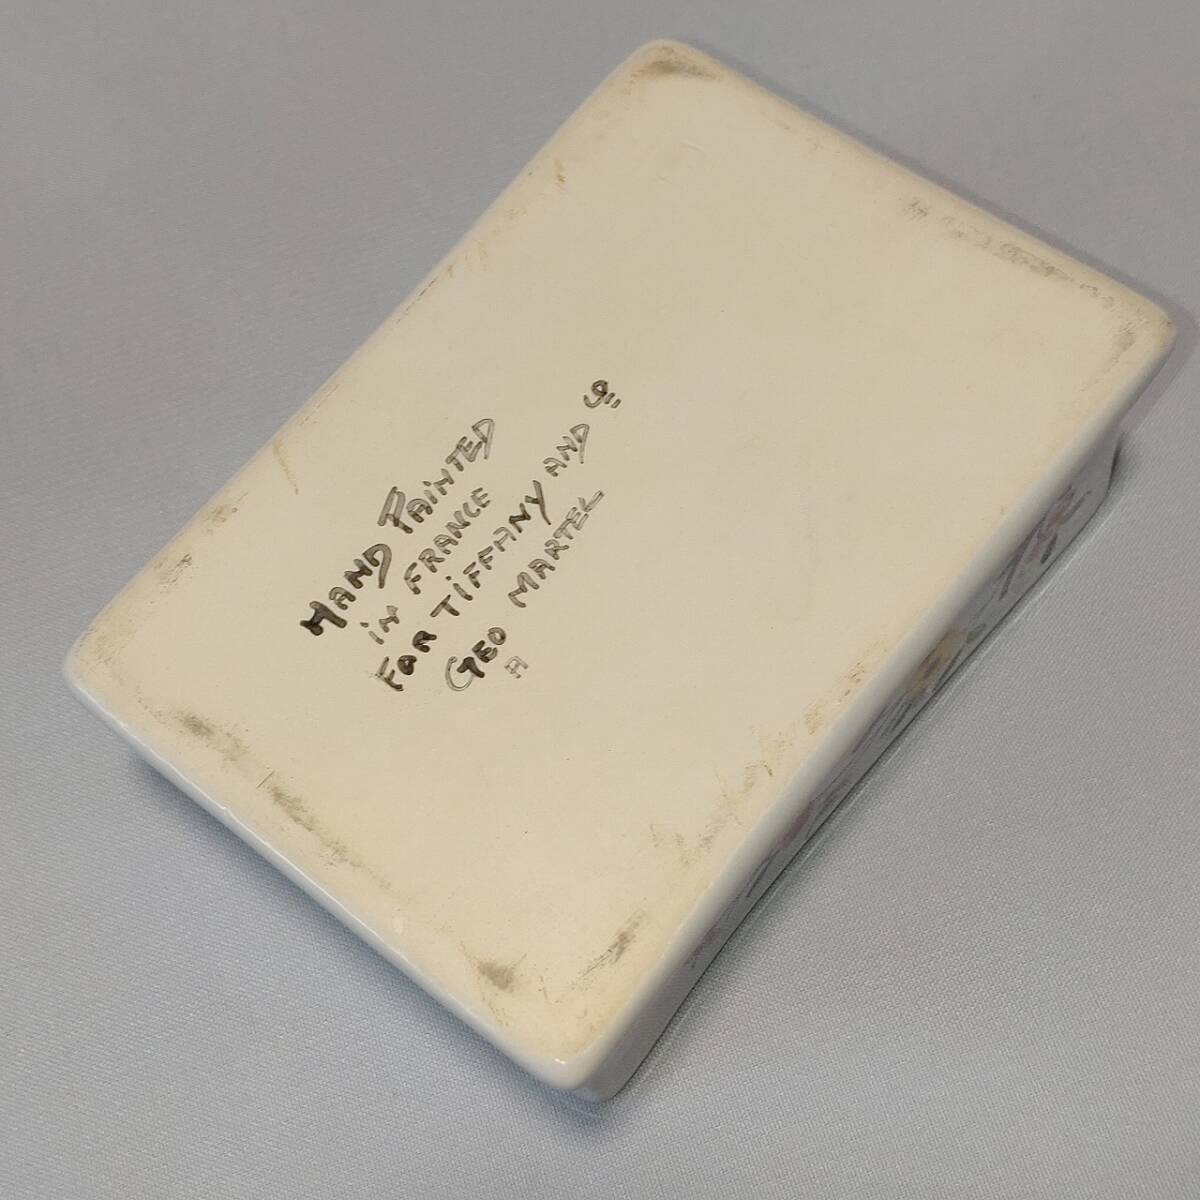 HAND PAINTED
iN FRANCE
FOR TiFFANY AND Cº
GEO MARTEL
A